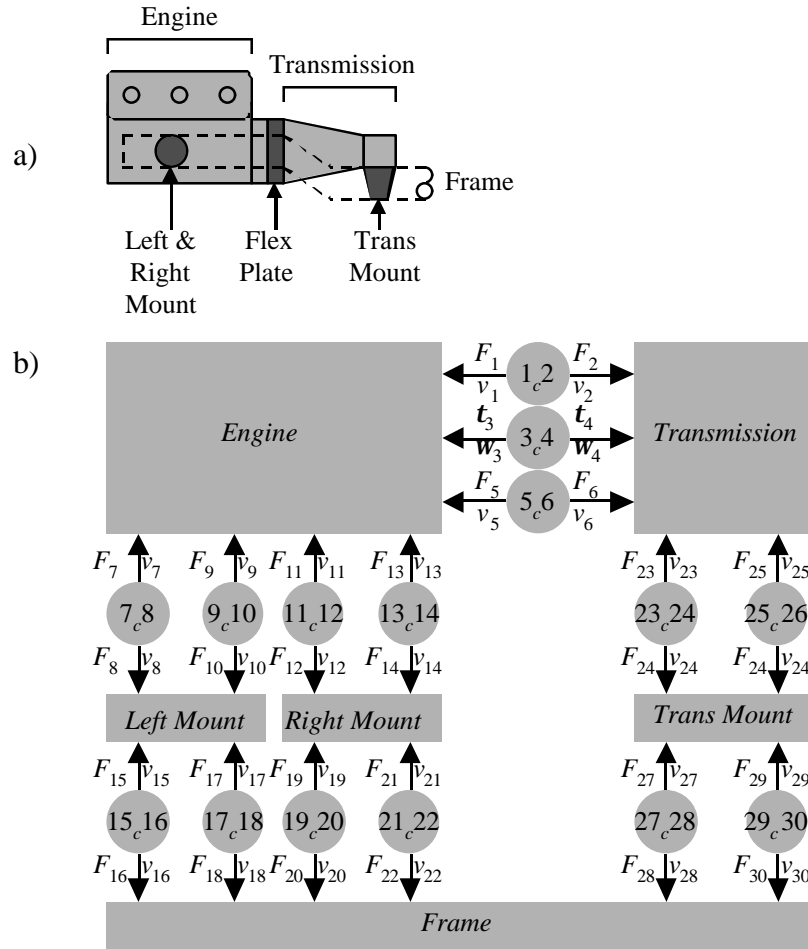 Engine
Transmission
a)
Frame
Left & Right Mount
Flex Plate
Trans Mount
b)
F1 1c2 F2
v1 v2
t3 t4
Engine 3c4 Transmission
w3 w4
F5 5c6 F6
v5 v6
F7 v7 F9 v9 F11 v11 F13 v13 F23 v23 F25 v25
7c8 9c10 11c12 13c14 23c24 25c26
F8 v8 F10 v10 F12 v12 F14 v14 F24 v24 F24 v24
Left Mount Right Mount Trans Mount
F15 v15 F17 v17 F19 v19 F21 v21 F27 v27 F29 v29
15c16 17c18 19c20 21c22 27c28 29c30
F16 v16 F18 v18 F20 v20 F22 v22 F28 v28 F30 v30
Frame